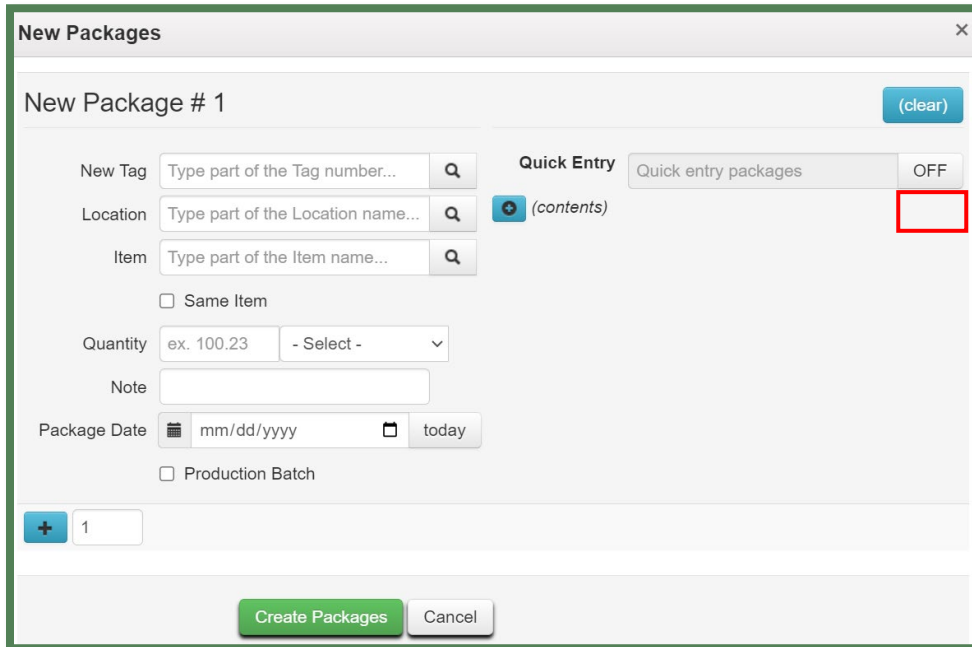 New Packages ×
New Package # 1
(clear)
New Tag Type part of the Tag number...
Location Type part of the Location name...
Item Type part of the Item name...
Same Item
Quantity ex. 100.23 - Select -
Note
Package Date mm/dd/yyyy today
Production Batch
Quick Entry Quick entry packages OFF
(contents)
1
Create Packages Cancel